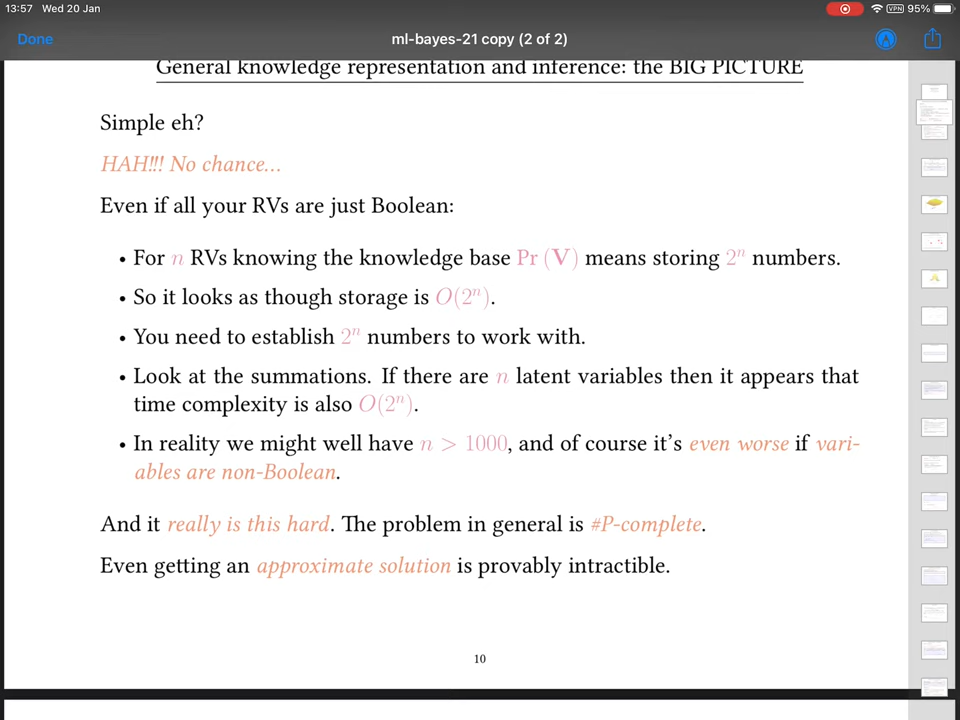 13:57 Wed 20 Jan VPN 95%
Done ml-bayes-21 copy (2 of 2)
General knowledge representation and inference: the BIG PICTURE
Simple eh?
HAH!!! No chance…
Even if all your RVs are just Boolean:
• For n RVs knowing the knowledge base Pr (V) means storing 2ⁿ numbers.
• So it looks as though storage is O(2ⁿ).
• You need to establish 2ⁿ numbers to work with.
• Look at the summations. If there are n latent variables then it appears that
time complexity is also O(2ⁿ).
• In reality we might well have n > 1000, and of course it's even worse if vari-
ables are non-Boolean.
And it really is this hard. The problem in general is #P-complete.
Even getting an approximate solution is provably intractible.
10